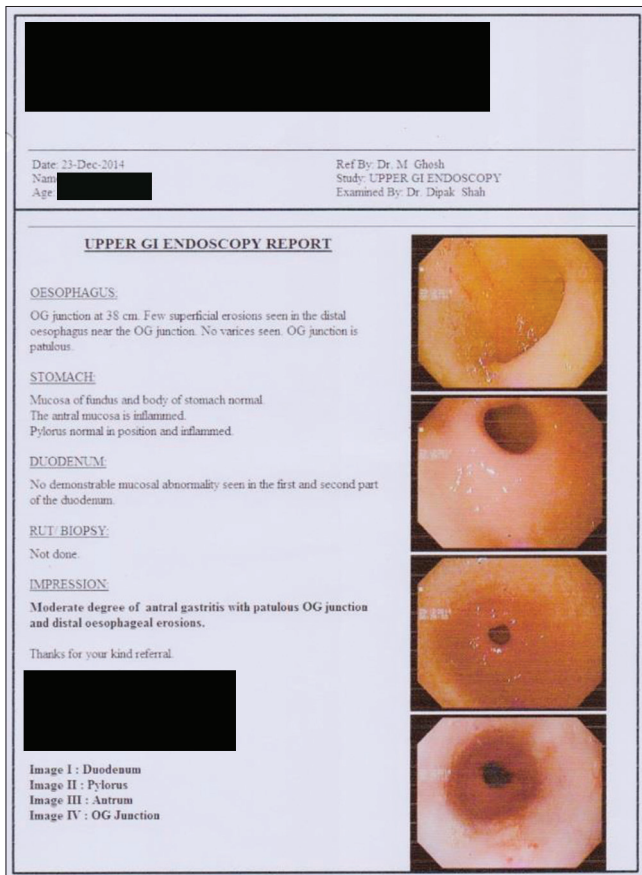 Date: 23-Dec-2014
Ref By: Dr. M Ghosh
Nam
Study: UPPER GI ENDOSCOPY
Age:
Examined By: Dr. Dipak Shah
UPPER GI ENDOSCOPY REPORT
OESOPHAGUS:
OG junction at 38 cm. Few superficial erosions seen in the distal
oesophagus near the OG junction. No varices seen. OG junction is
patulous.
STOMACH:
Mucosa of fundus and body of stomach normal.
The antral mucosa is inflamed.
Pylorus normal in position and inflamed.
DUODENUM:
No demonstrable mucosal abnormality seen in the first and second part
of the duodenum.
RUT/ BIOPSY:
Not done.
IMPRESSION:
Moderate degree of antral gastritis with patulous OG junction
and distal oesophageal erosions.
Thanks for your kind referral.
Image I : Duodenum
Image II : Pylorus
Image III : Antrum
Image IV : OG Junction